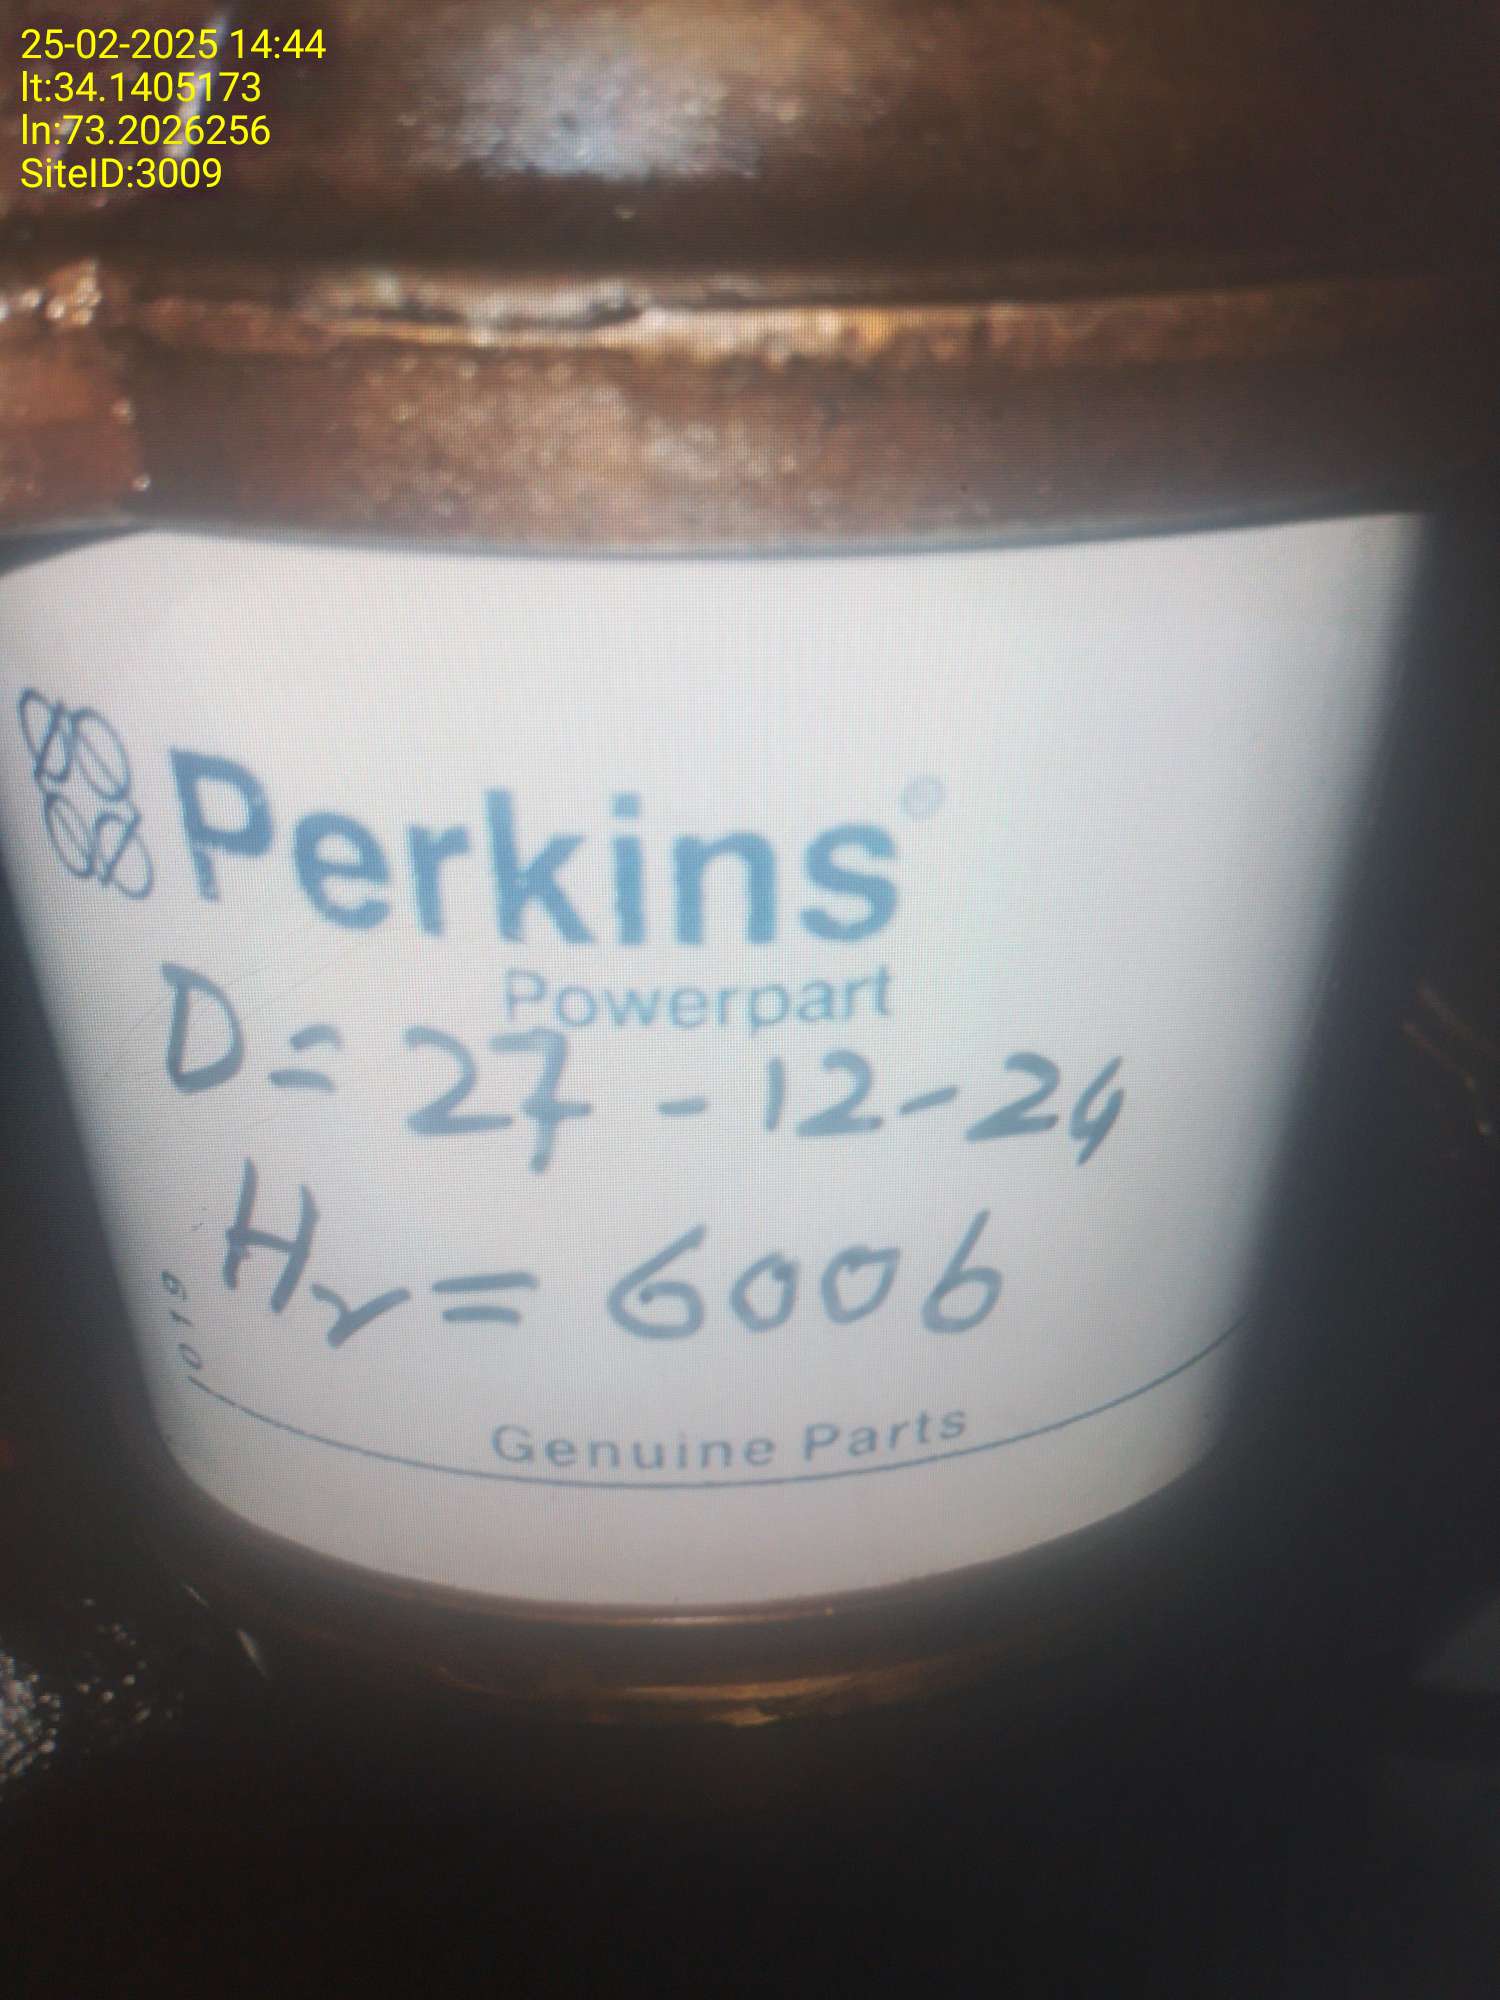 25-02-2025 14:44
lt:34.1405173
ln:73.2026256
SiteID:3009
Perkins
Powerpart
D = 27 - 12 - 24
Hr = 6006
Genuine Parts